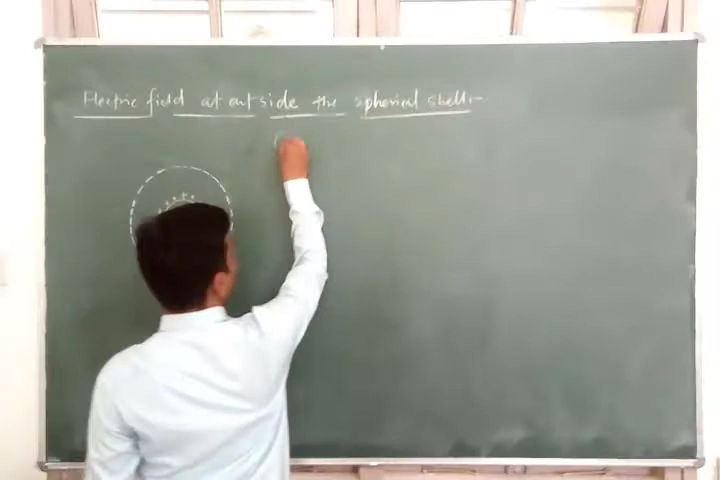 Electric field at outside the spherical shell:-
+ + + +